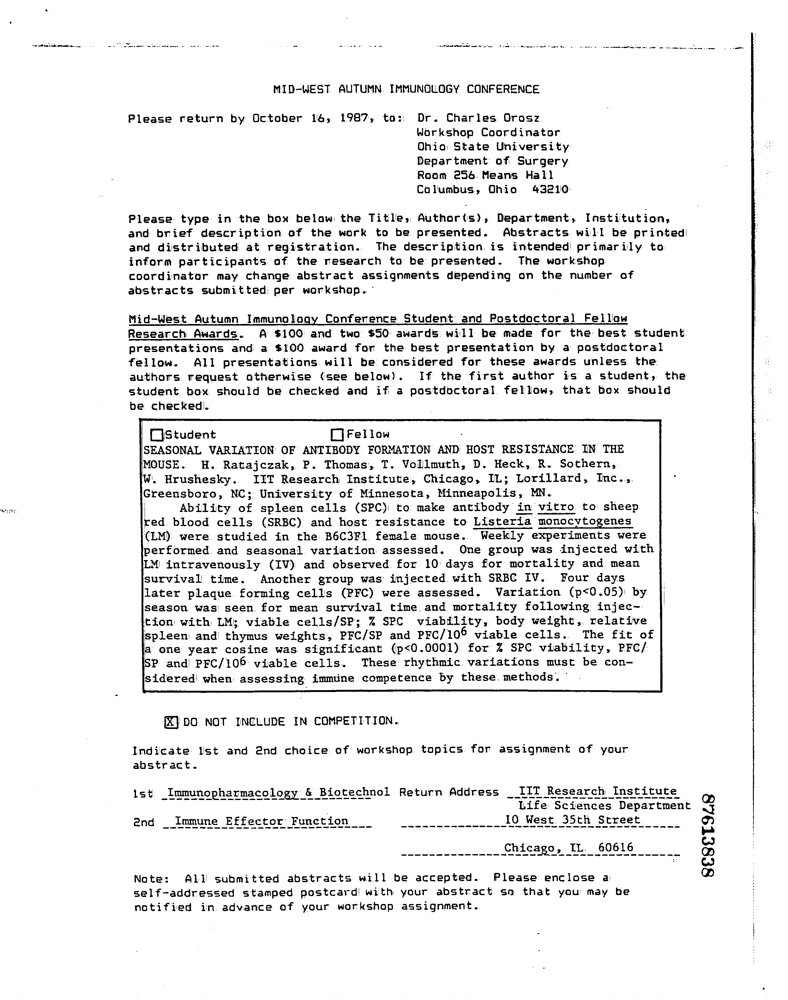 MID-WEST AUTUMN IMMUNOLOGY CONFERENCE
Please return by October 16, 1987, to: Dr. Charles Orosz
Workshop Coordinator
Ohio State University
Department of Surgery
Room 256 Means Hall
Columbus, Ohio 43210
Please type in the box below the Title, Author(s), Department, Institution,
and brief description of the work to be presented. Abstracts will be printed
and distributed at registration. The description is intended primarily to
inform participants of the research to be presented. The workshop
coordinator may change abstract assignments depending on the number of
abstracts submitted per workshop.
Mid-West Autumn Immunology Conference Student and Postdoctoral Fellow
Research Awards. A $100 and two $50 awards will be made for the best student
presentations and a $100 award for the best presentation by a postdoctoral
fellow. All presentations will be considered for these awards unless the
authors request otherwise (see below). If the first author is a student, the
student box should be checked and if a postdoctoral fellow, that box should
be checked.
Student Fellow
SEASONAL VARIATION OF ANTIBODY FORMATION AND HOST RESISTANCE IN THE
MOUSE. H. Ratajczak, P. Thomas, T. Vollmuth, D. Heck, R. Sothern,
W. Hrushesky. IIT Research Institute, Chicago, IL; Lorillard, Inc.,
Greensboro, NC; University of Minnesota, Minneapolis, MN.
Ability of spleen cells (SPC) to make antibody in vitro to sheep
red blood cells (SRBC) and host resistance to Listeria monocytogenes
(LM) were studied in the B6C3F1 female mouse. Weekly experiments were
performed and seasonal variation assessed. One group was injected with
LM intravenously (IV) and observed for 10 days for mortality and mean
survival time. Another group was injected with SRBC IV. Four days
later plaque forming cells (PFC) were assessed. Variation (p<0.05) by
season was seen for mean survival time and mortality following injec-
tion with LM; viable cells/SP; % SPC viability, body weight, relative
spleen and thymus weights, PFC/SP and PFC/10⁶ viable cells. The fit of
a one year cosine was significant (p<0.0001) for % SPC viability, PFC/
SP and PFC/10⁶ viable cells. These rhythmic variations must be con-
sidered when assessing immune competence by these methods.
X DO NOT INCLUDE IN COMPETITION.
Indicate 1st and 2nd choice of workshop topics for assignment of your
abstract.
1st Immunopharmacology & Biotechnol Return Address IIT Research Institute
Life Sciences Department
2nd Immune Effector Function 10 West 35th Street
Chicago, IL 60616
Note: All submitted abstracts will be accepted. Please enclose a
self-addressed stamped postcard with your abstract so that you may be
notified in advance of your workshop assignment.
87613838